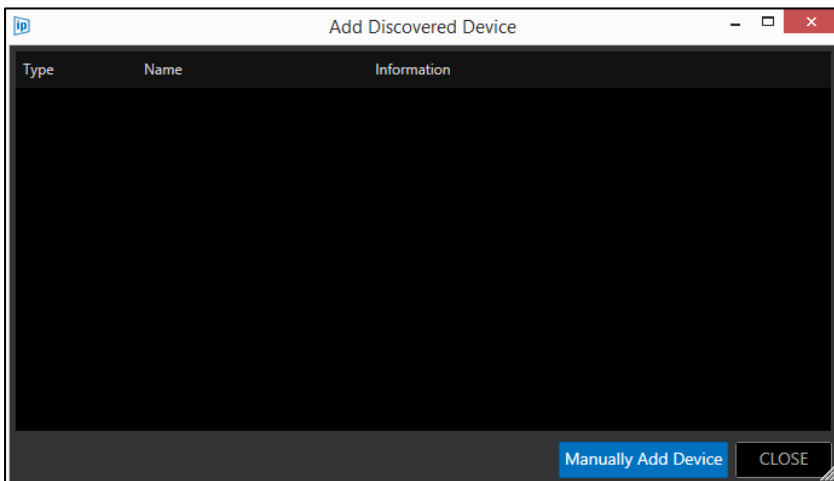 ip Add Discovered Device
Type Name Information
Manually Add Device CLOSE